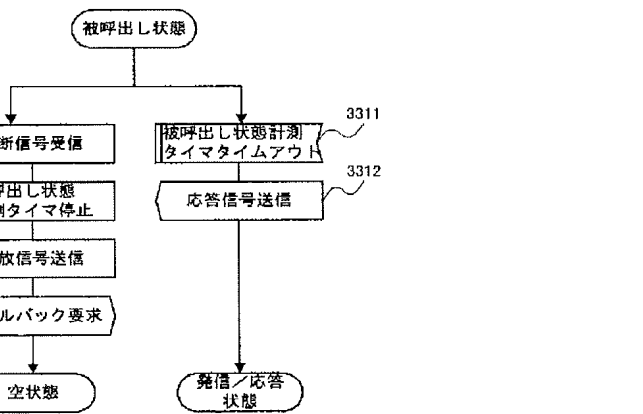 被呼出し状態
断信号受信
呼出し状態
測タイマ停止
放信号送信
ルバック要求
空状態
被呼出し状態計測
タイマタイムアウト
3311
応答信号送信
3312
発信／応答
状態